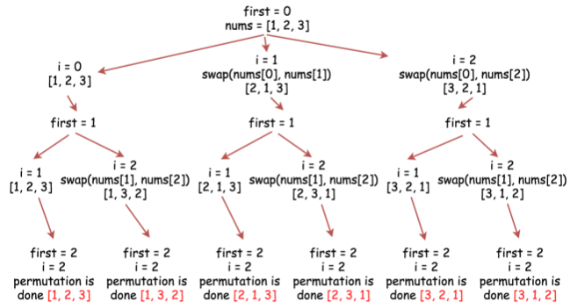 first = 0
nums = [1, 2, 3]
i = 0
[1, 2, 3]
i = 1
swap(nums[0], nums[1])
[2, 1, 3]
i = 2
swap(nums[0], nums[2])
[3, 2, 1]
first = 1
first = 1
first = 1
i = 1
[1, 2, 3]
i = 2
swap(nums[1], nums[2])
[1, 3, 2]
i = 1
[2, 1, 3]
i = 2
swap(nums[1], nums[2])
[2, 3, 1]
i = 1
[3, 2, 1]
i = 2
swap(nums[1], nums[2])
[3, 1, 2]
first = 2
i = 2
permutation is
done [1, 2, 3]
first = 2
i = 2
permutation is
done [1, 3, 2]
first = 2
i = 2
permutation is
done [2, 1, 3]
first = 2
i = 2
permutation is
done [2, 3, 1]
first = 2
i = 2
permutation is
done [3, 2, 1]
first = 2
i = 2
permutation is
done [3, 1, 2]